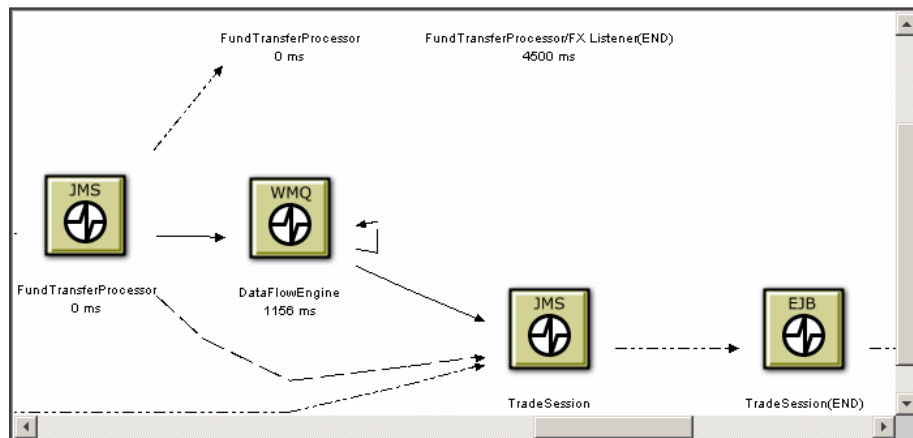 FundTransferProcessor
0 ms
FundTransferProcessor/FX Listener(END)
4500 ms
JMS
FundTransferProcessor
0 ms
WMQ
DataFlowEngine
1156 ms
JMS
TradeSession
EJB
TradeSession(END)